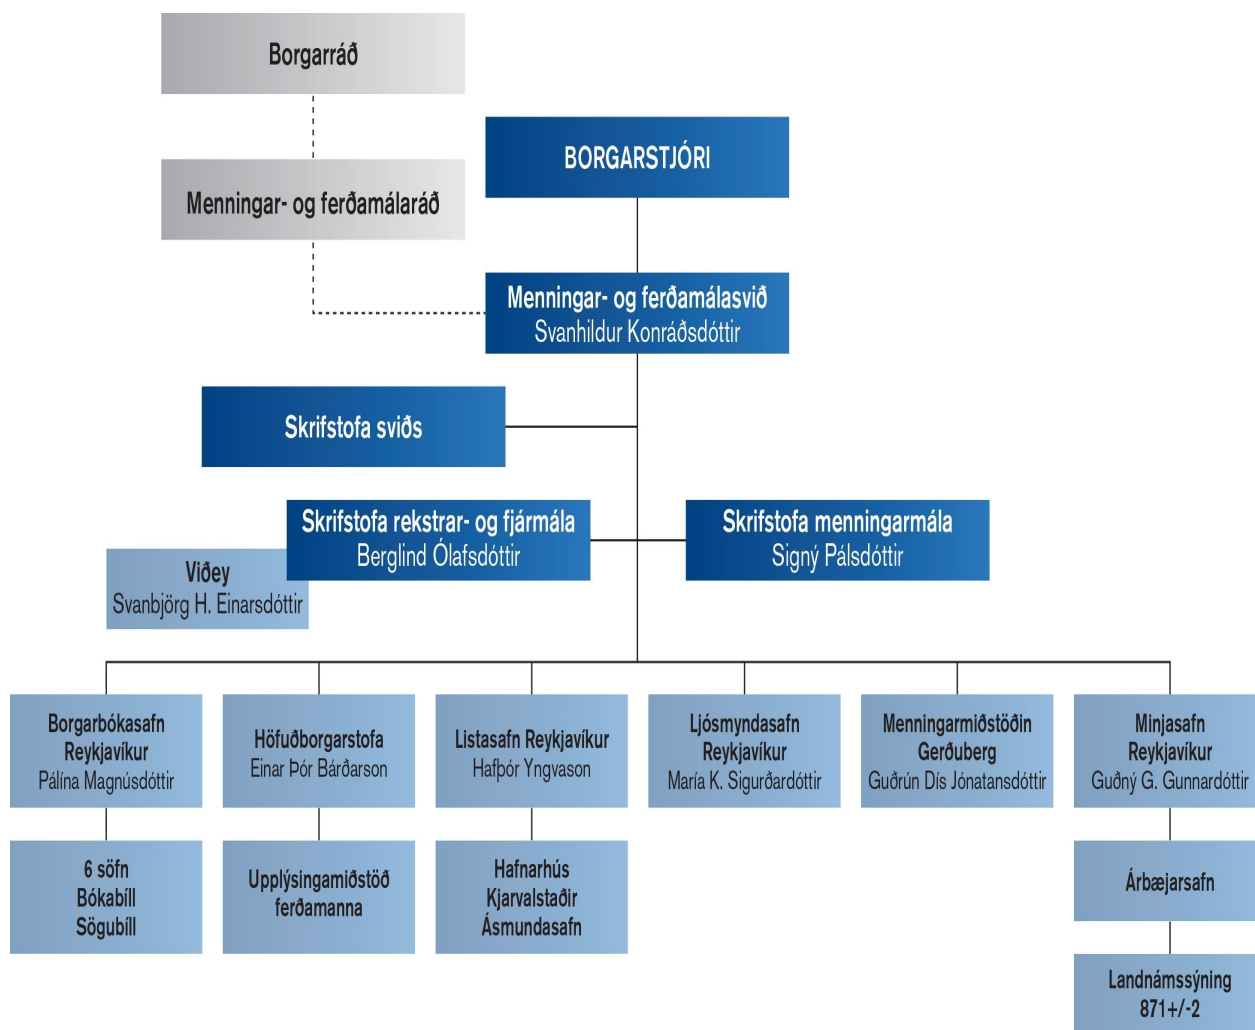 Borgarráð
BORGARSTJÓRI
Menningar- og ferðamálaráð
Menningar- og ferðamálasvið
Svanhildur Konráðsdóttir
Skrifstofa sviðs
Skrifstofa rekstrar- og fjármála
Berglind Ólafsdóttir
Skrifstofa menningarmála
Signý Pálsdóttir
Viðey
Svanbjörg H. Einarsdóttir
Borgarbókasafn
Reykjavíkur
Pálína Magnúsdóttir
Höfuðborgarstofa
Einar Þór Bárðarson
Listasafn Reykjavíkur
Hafþór Yngvason
Ljósmyndasafn
Reykjavíkur
María K. Sigurðardóttir
Menningarmiðstöðin
Gerðuberg
Guðrún Dís Jónatansdóttir
Minjasafn
Reykjavíkur
Guðný G. Gunnardóttir
6 söfn
Bókabíll
Sögubíll
Upplýsingamiðstöð
ferðamanna
Hafnarhús
Kjarvalstaðir
Ásmundasafn
Árbæjarsafn
Landnámssýning
871+/-2